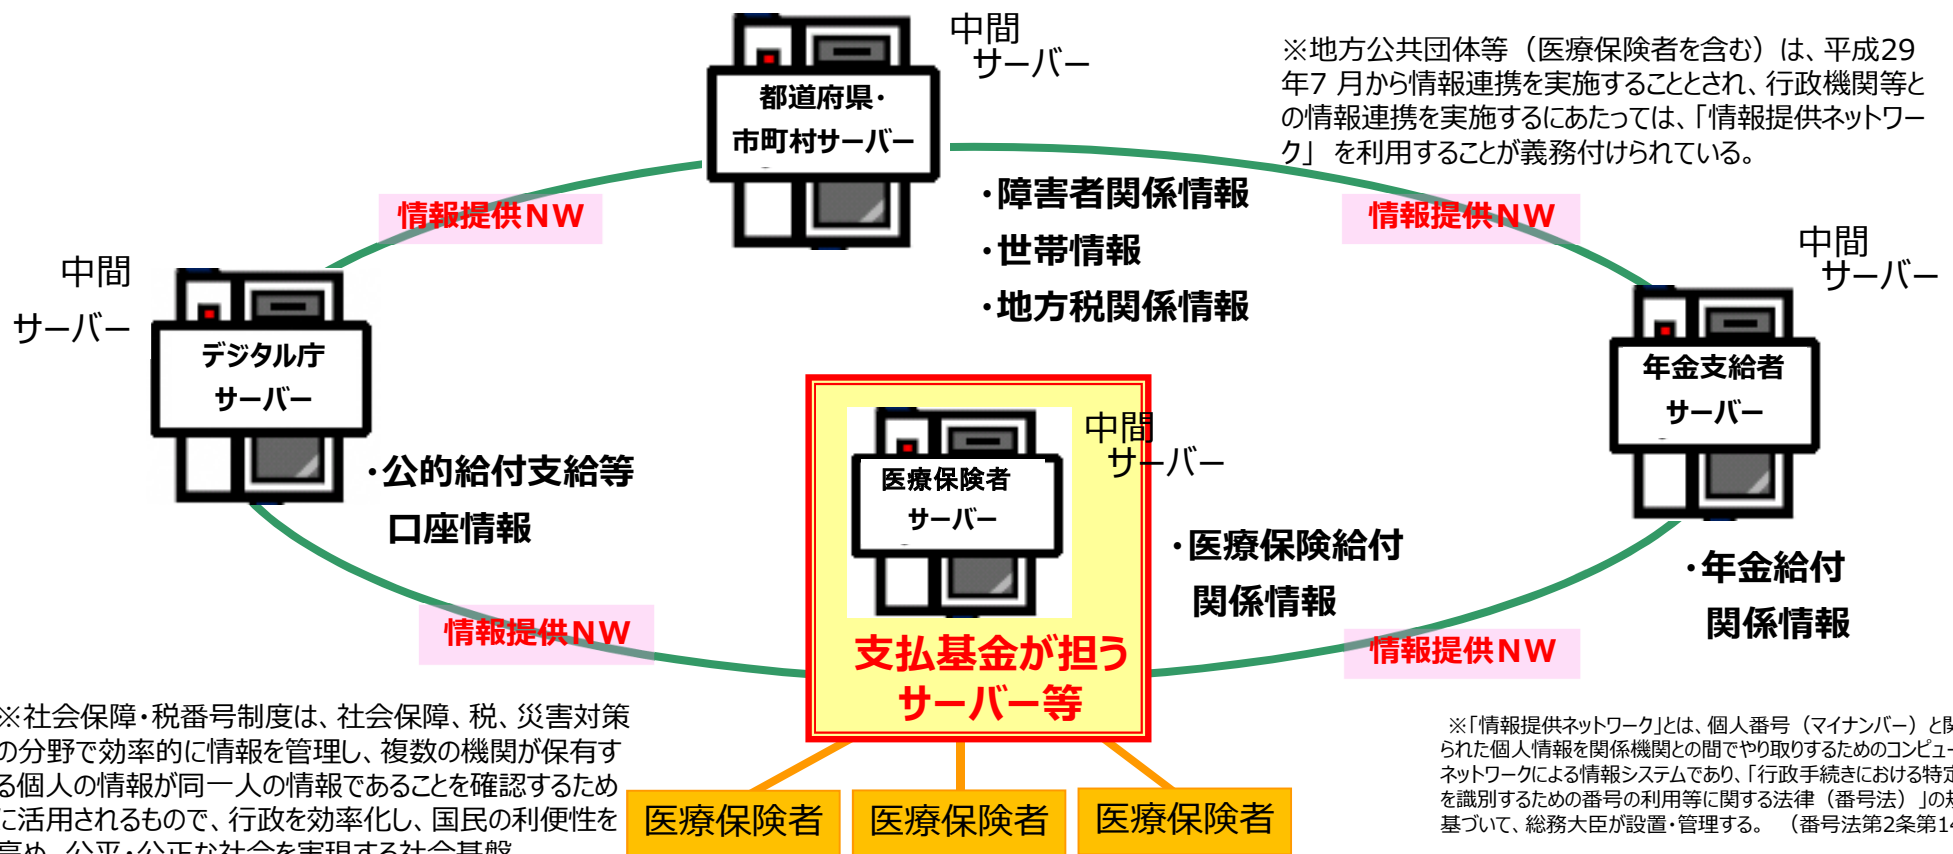 中間
サーバー
都道府県・
市町村サーバー
※地方公共団体等（医療保険者を含む）は、平成29
年7 月から情報連携を実施することとされ、行政機関等と
の情報連携を実施するにあたっては、「情報提供ネットワー
ク」 を利用することが義務付けられている。
・障害者関係情報
・世帯情報
・地方税関係情報
情報提供NW
情報提供NW
中間
サーバー
デジタル庁
サーバー
・公的給付支給等
口座情報
中間
サーバー
年金支給者
サーバー
・年金給付
関係情報
中間
サーバー
医療保険者
サーバー
・医療保険給付
関係情報
支払基金が担う
サーバー等
情報提供NW
情報提供NW
※社会保障・税番号制度は、社会保障、税、災害対策
の分野で効率的に情報を管理し、複数の機関が保有す
る個人の情報が同一人の情報であることを確認するため
に活用されるもので、行政を効率化し、国民の利便性を
高め、公平・公正な社会を実現する社会基盤
医療保険者
医療保険者
医療保険者
※「情報提供ネットワーク」とは、個人番号（マイナンバー）と関
られた個人情報を関係機関との間でやり取りするためのコンピュー
ネットワークによる情報システムであり、「行政手続きにおける特定
を識別するための番号の利用等に関する法律（番号法）」の規
基づいて、総務大臣が設置・管理する。 （番号法第2条第14